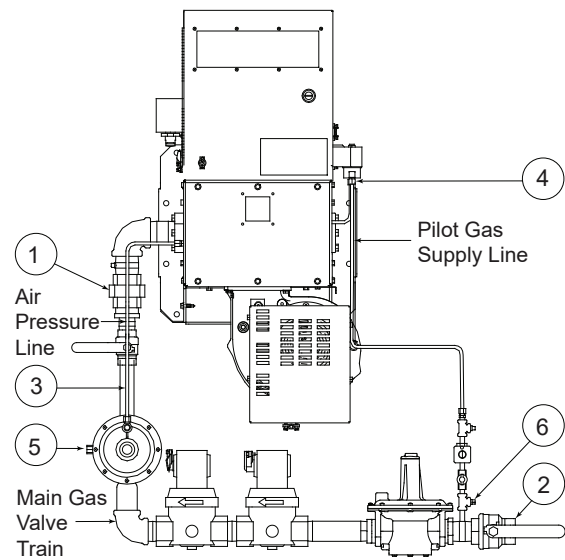 4
Pilot Gas
Supply Line
1
Air
Pressure
Line
3
5
6
2
Main Gas
Valve
Train